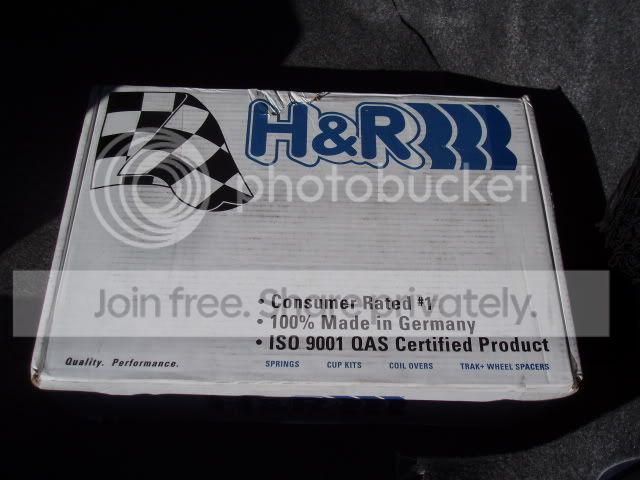 H&R
photobucket
Join free. Share privately.
• Consumer Rated #1
• 100% Made in Germany
• ISO 9001 QAS Certified Product
Quality. Performance.
SPRINGS CUP KITS COIL OVERS TRAK+ WHEEL SPACERS